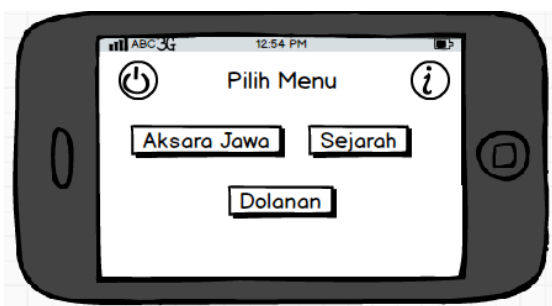 ABC 3G 12:54 PM
Pilih Menu
i
Aksara Jawa Sejarah
Dolanan